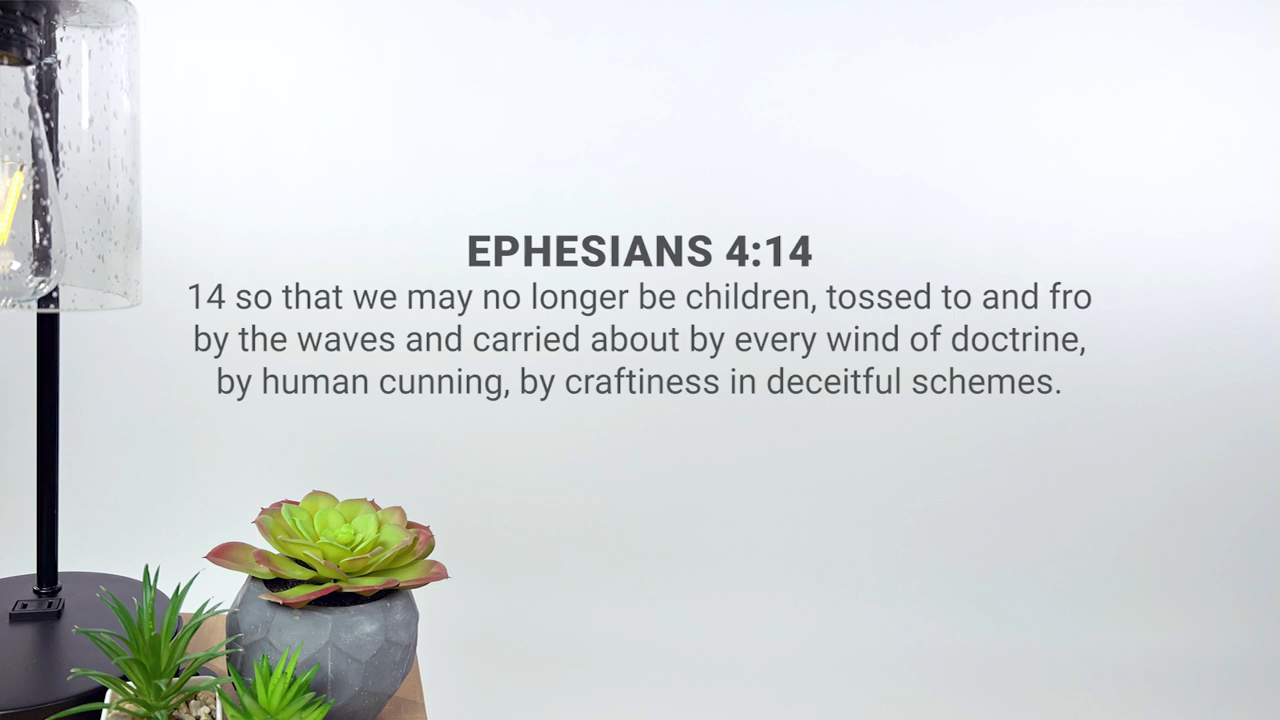 EPHESIANS 4:14
14 so that we may no longer be children, tossed to and fro
by the waves and carried about by every wind of doctrine,
by human cunning, by craftiness in deceitful schemes.